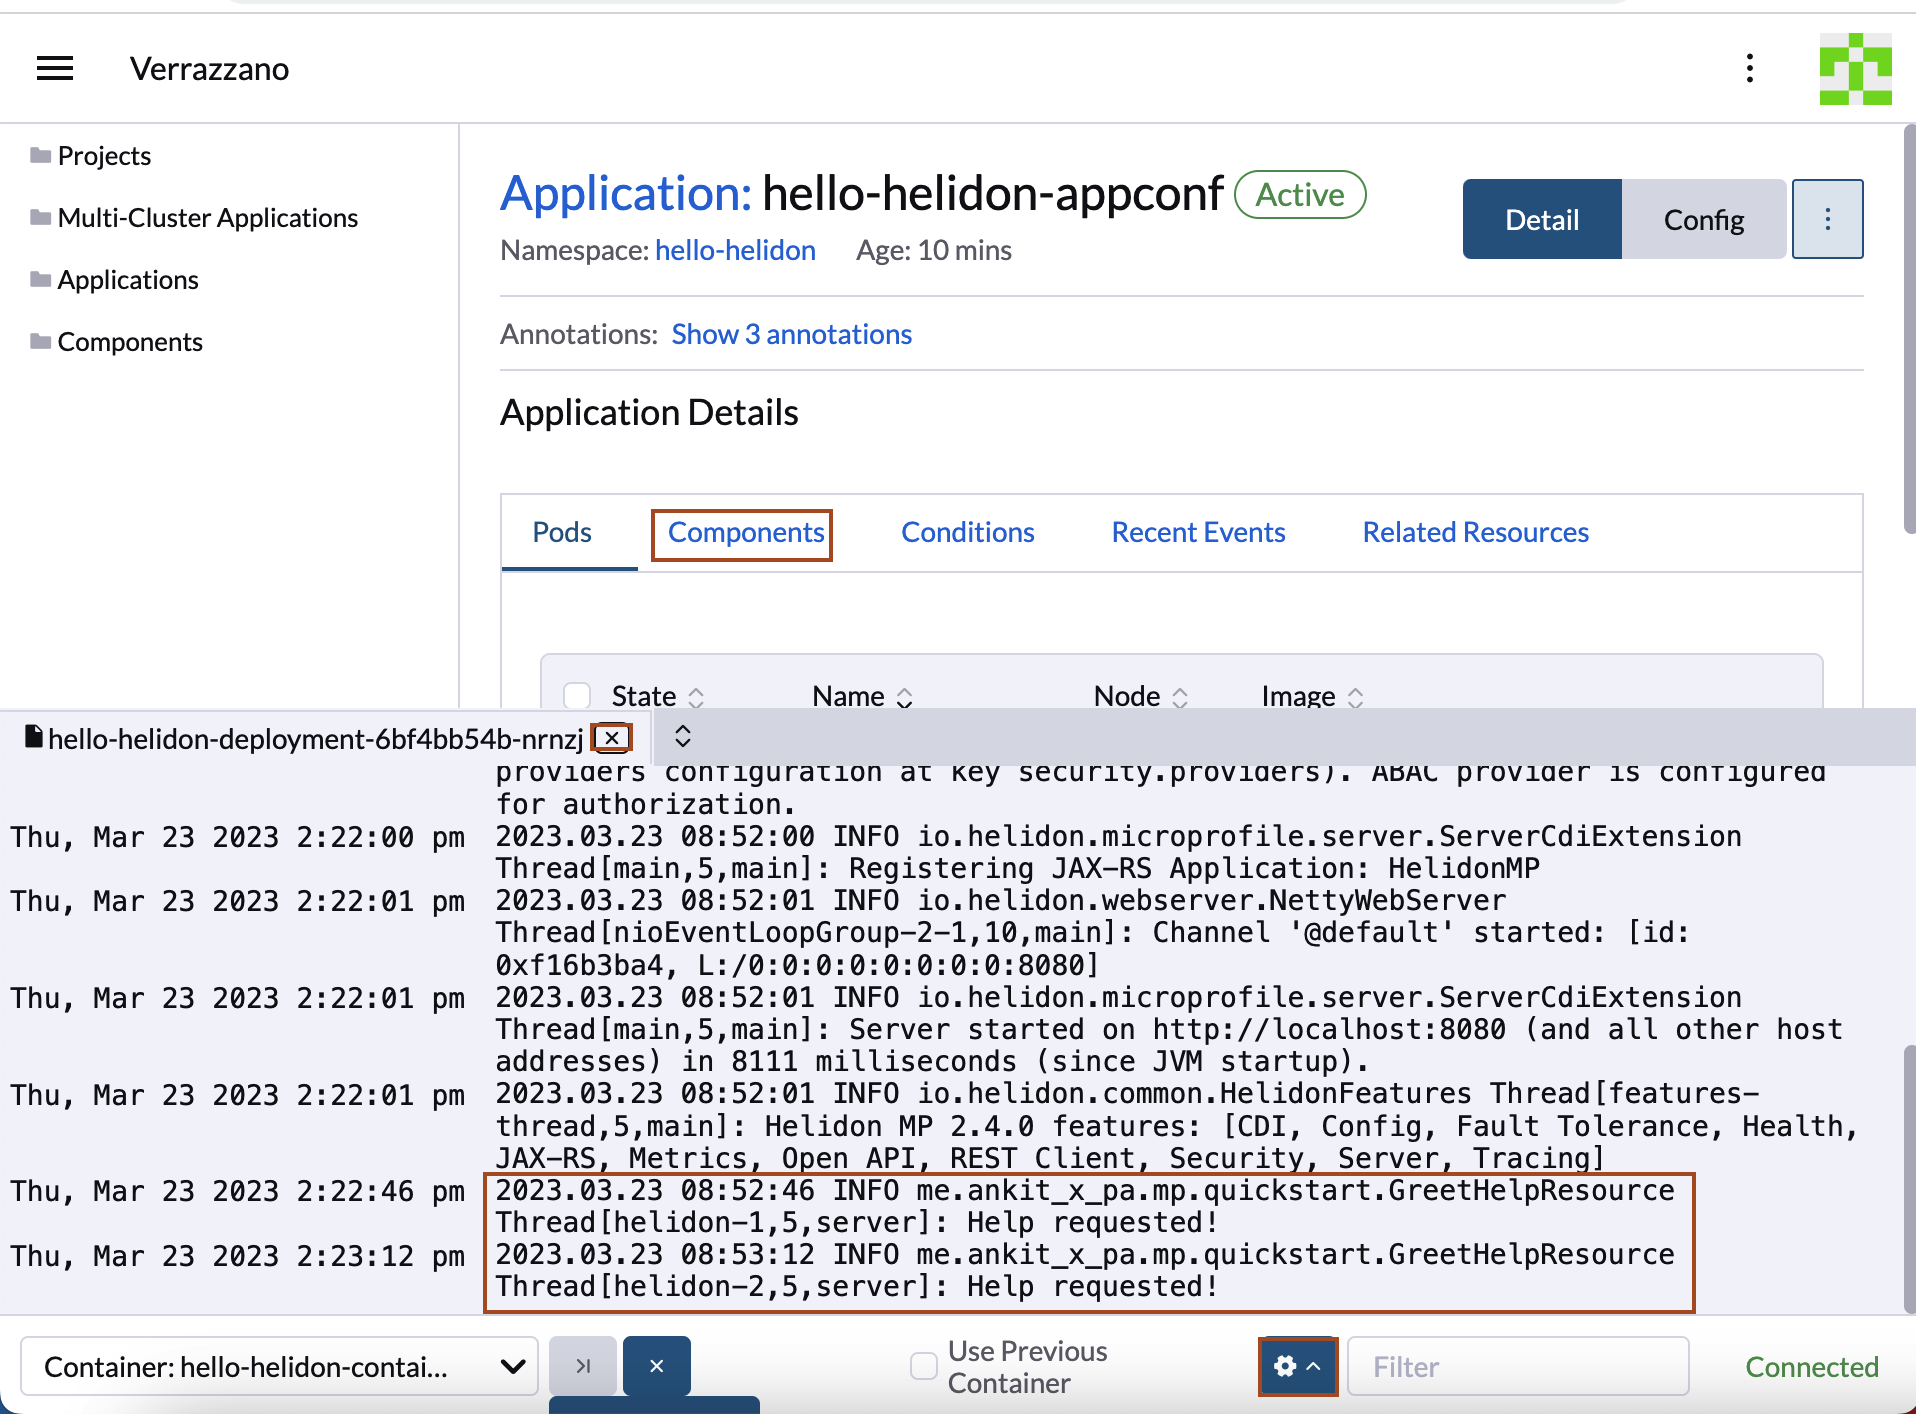 Verrazzano
Projects
Multi-Cluster Applications
Applications
Components
Application: hello-helidon-appconf Active
Namespace: hello-helidon Age: 10 mins
Detail Config
Annotations: Show 3 annotations
Application Details
Pods Components Conditions Recent Events Related Resources
State Name Node Image
hello-helidon-deployment-6bf4bb54b-nrnzj
providers configuration at key security.providers). ABAC provider is configured
for authorization.
Thu, Mar 23 2023 2:22:00 pm 2023.03.23 08:52:00 INFO io.helidon.microprofile.server.ServerCdiExtension
Thread[main,5,main]: Registering JAX-RS Application: HelidonMP
Thu, Mar 23 2023 2:22:01 pm 2023.03.23 08:52:01 INFO io.helidon.webserver.NettyWebServer
Thread[nioEventLoopGroup-2-1,10,main]: Channel '@default' started: [id:
0xf16b3ba4, L:/0:0:0:0:0:0:0:0:8080]
Thu, Mar 23 2023 2:22:01 pm 2023.03.23 08:52:01 INFO io.helidon.microprofile.server.ServerCdiExtension
Thread[main,5,main]: Server started on http://localhost:8080 (and all other host
addresses) in 8111 milliseconds (since JVM startup).
Thu, Mar 23 2023 2:22:01 pm 2023.03.23 08:52:01 INFO io.helidon.common.HelidonFeatures Thread[features-
thread,5,main]: Helidon MP 2.4.0 features: [CDI, Config, Fault Tolerance, Health,
JAX-RS, Metrics, Open API, REST Client, Security, Server, Tracing]
Thu, Mar 23 2023 2:22:46 pm 2023.03.23 08:52:46 INFO me.ankit_x_pa.mp.quickstart.GreetHelpResource
Thread[helidon-1,5,server]: Help requested!
Thu, Mar 23 2023 2:23:12 pm 2023.03.23 08:53:12 INFO me.ankit_x_pa.mp.quickstart.GreetHelpResource
Thread[helidon-2,5,server]: Help requested!
Container: hello-helidon-contai...
Use Previous
Container
Filter
Connected